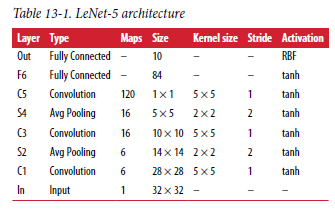 Table 13-1. LeNet-5 architecture
Layer Type Maps Size Kernel size Stride Activation
Out Fully Connected – 10 – – RBF
F6 Fully Connected – 84 – – tanh
C5 Convolution 120 1 × 1 5 × 5 1 tanh
S4 Avg Pooling 16 5 × 5 2 × 2 2 tanh
C3 Convolution 16 10 × 10 5 × 5 1 tanh
S2 Avg Pooling 6 14 × 14 2 × 2 2 tanh
C1 Convolution 6 28 × 28 5 × 5 1 tanh
In Input 1 32 × 32 – – –